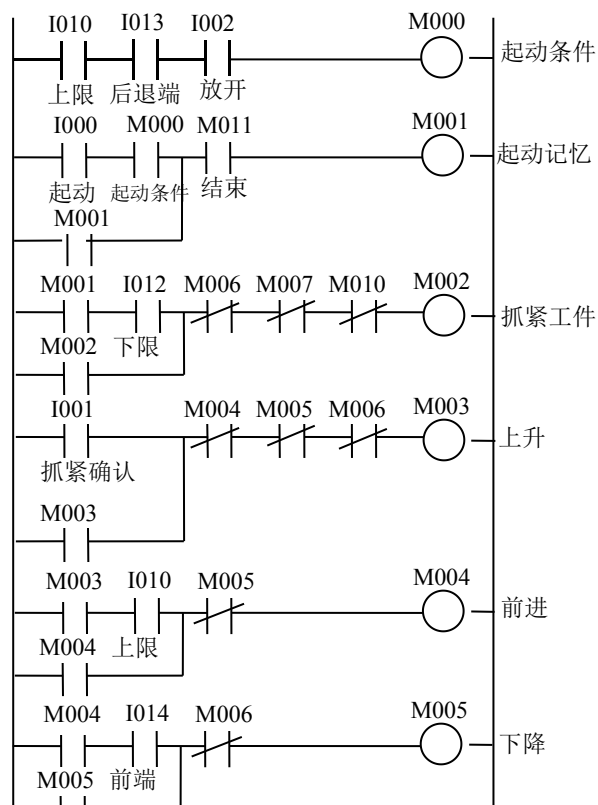 I010 I013 I002 M000
起动条件
上限 后退端 放开
I000 M000 M011 M001
起动记忆
起动 起动条件 结束
M001
M001 I012 M006 M007 M010 M002
抓紧工件
M002 下限
I001 M004 M005 M006 M003
上升
抓紧确认
M003
M003 I010 M005 M004
前进
M004 上限
M004 I014 M006 M005
下降
M005 前端